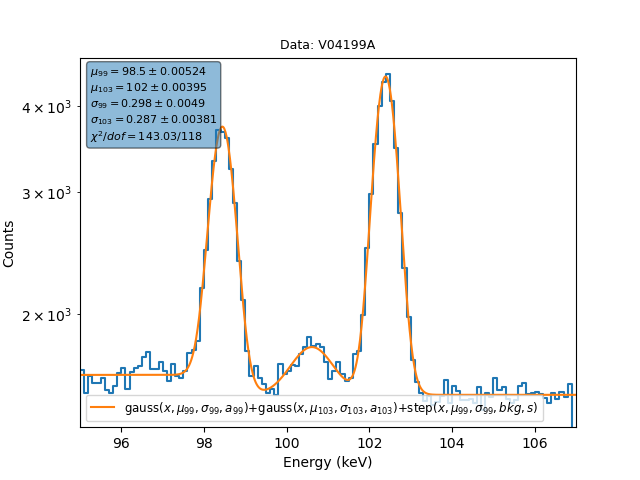 Data: V04199A
μ₉₉ = 98.5 ± 0.00524
μ₁₀₃ = 102 ± 0.00395
σ₉₉ = 0.298 ± 0.0049
σ₁₀₃ = 0.287 ± 0.00381
χ²/dof = 143.03/118
4 × 10³
3 × 10³
2 × 10³
Counts
gauss(x, μ₉₉, σ₉₉, a₉₉)+gauss(x, μ₁₀₃, σ₁₀₃, a₁₀₃)+step(x, μ₉₉, σ₉₉, bkg, s)
96 98 100 102 104 106
Energy (keV)